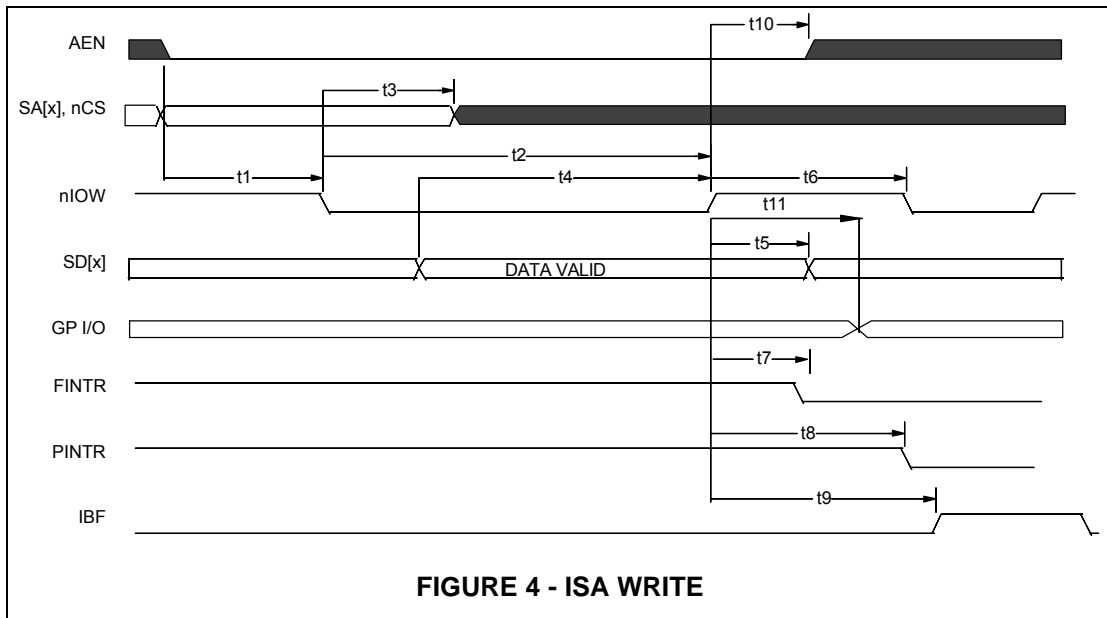 t10
AEN
t3
SA[x], nCS
t2
t1
t4
t6
nIOW
t11
t5
SD[x]
DATA VALID
GP I/O
t7
FINTR
t8
PINTR
t9
IBF
FIGURE 4 - ISA WRITE